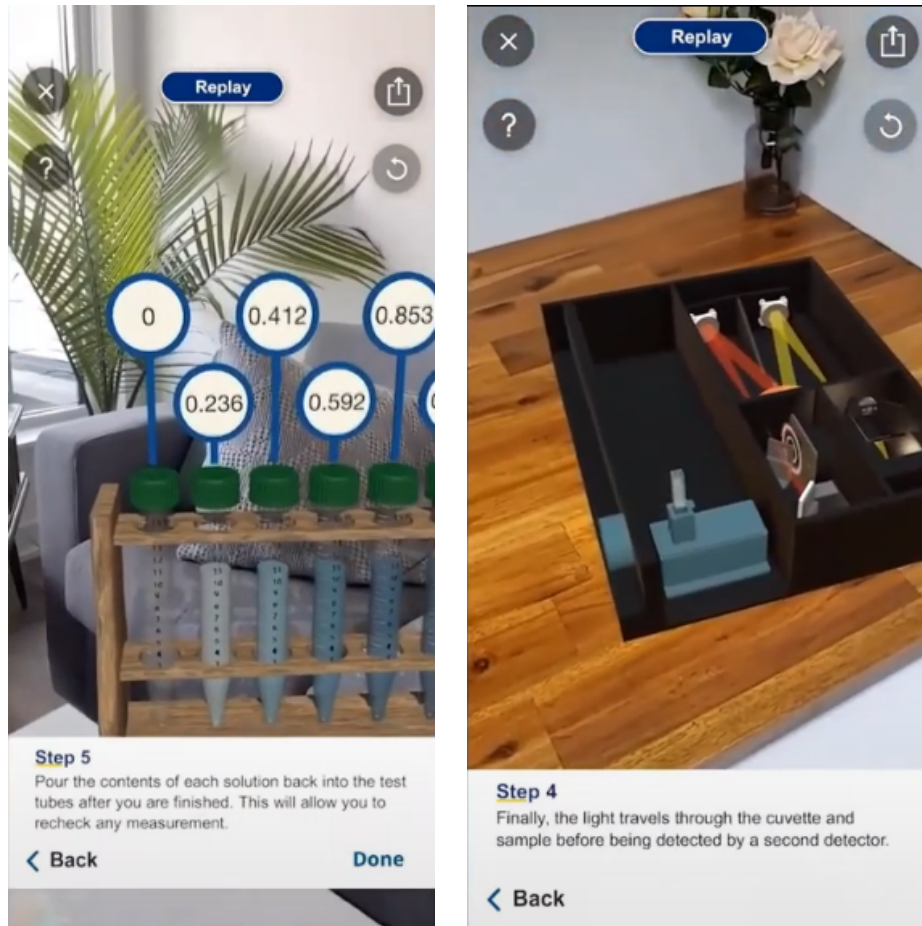 Replay
?
0
0.412
0.853
0.236
0.592
Step 5
Pour the contents of each solution back into the test
tubes after you are finished. This will allow you to
recheck any measurement.
Back
Done
Replay
?
Step 4
Finally, the light travels through the cuvette and
sample before being detected by a second detector.
Back